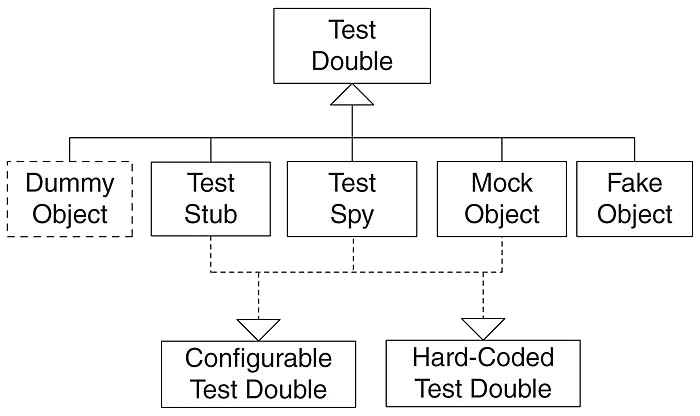 Test
Double
Dummy
Object
Test
Stub
Test
Spy
Mock
Object
Fake
Object
Configurable
Test Double
Hard-Coded
Test Double